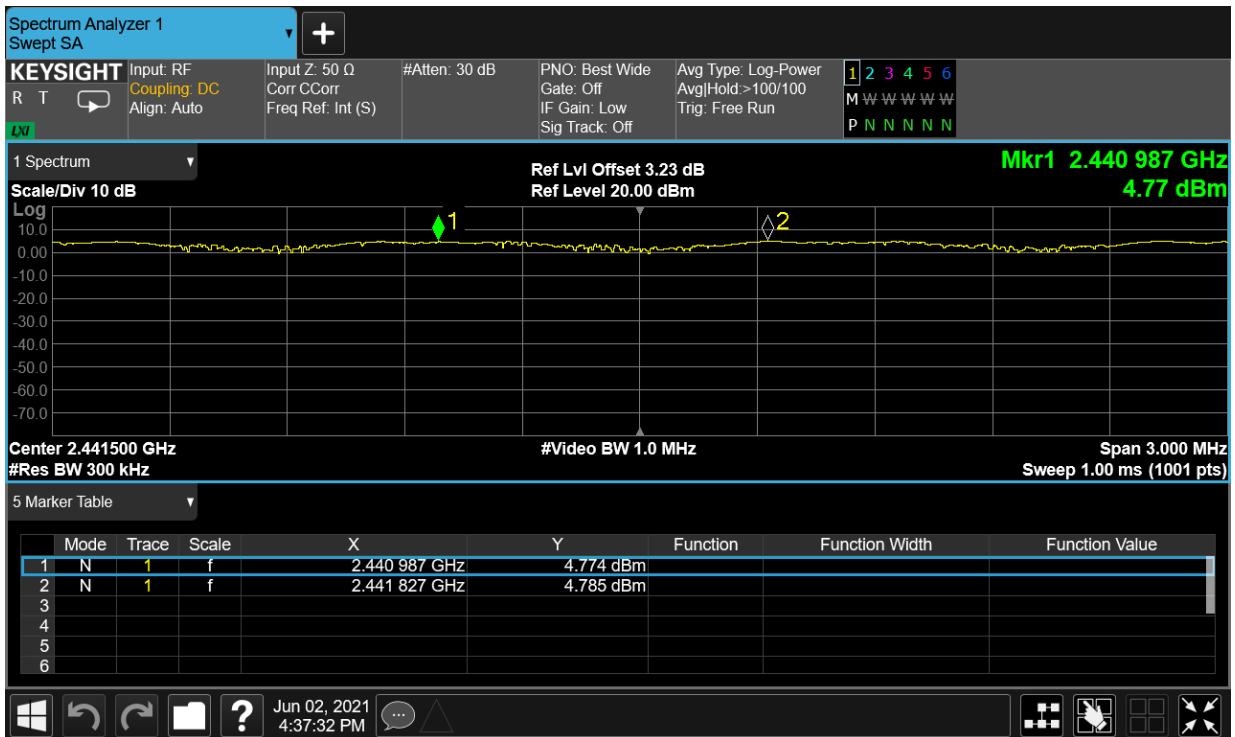 Spectrum Analyzer 1
Swept SA
KEYSIGHT
R T
LXI
Input: RF
Coupling: DC
Align: Auto
Input Z: 50 Ω
Corr CCorr
Freq Ref: Int (S)
#Atten: 30 dB
PNO: Best Wide
Gate: Off
IF Gain: Low
Sig Track: Off
Avg Type: Log-Power
Avg|Hold:>100/100
Trig: Free Run
1 2 3 4 5 6
M W W W W W
P N N N N N
1 Spectrum
Scale/Div 10 dB
Ref Lvl Offset 3.23 dB
Ref Level 20.00 dBm
Mkr1 2.440 987 GHz
4.77 dBm
Log
10.0
0.00
-10.0
-20.0
-30.0
-40.0
-50.0
-60.0
-70.0
1
2
Center 2.441500 GHz
#Video BW 1.0 MHz
Span 3.000 MHz
#Res BW 300 kHz
Sweep 1.00 ms (1001 pts)
5 Marker Table
Mode Trace Scale X Y Function Function Width Function Value
1 N 1 f 2.440 987 GHz 4.774 dBm
2 N 1 f 2.441 827 GHz 4.785 dBm
3
4
5
6
?
Jun 02, 2021
4:37:32 PM